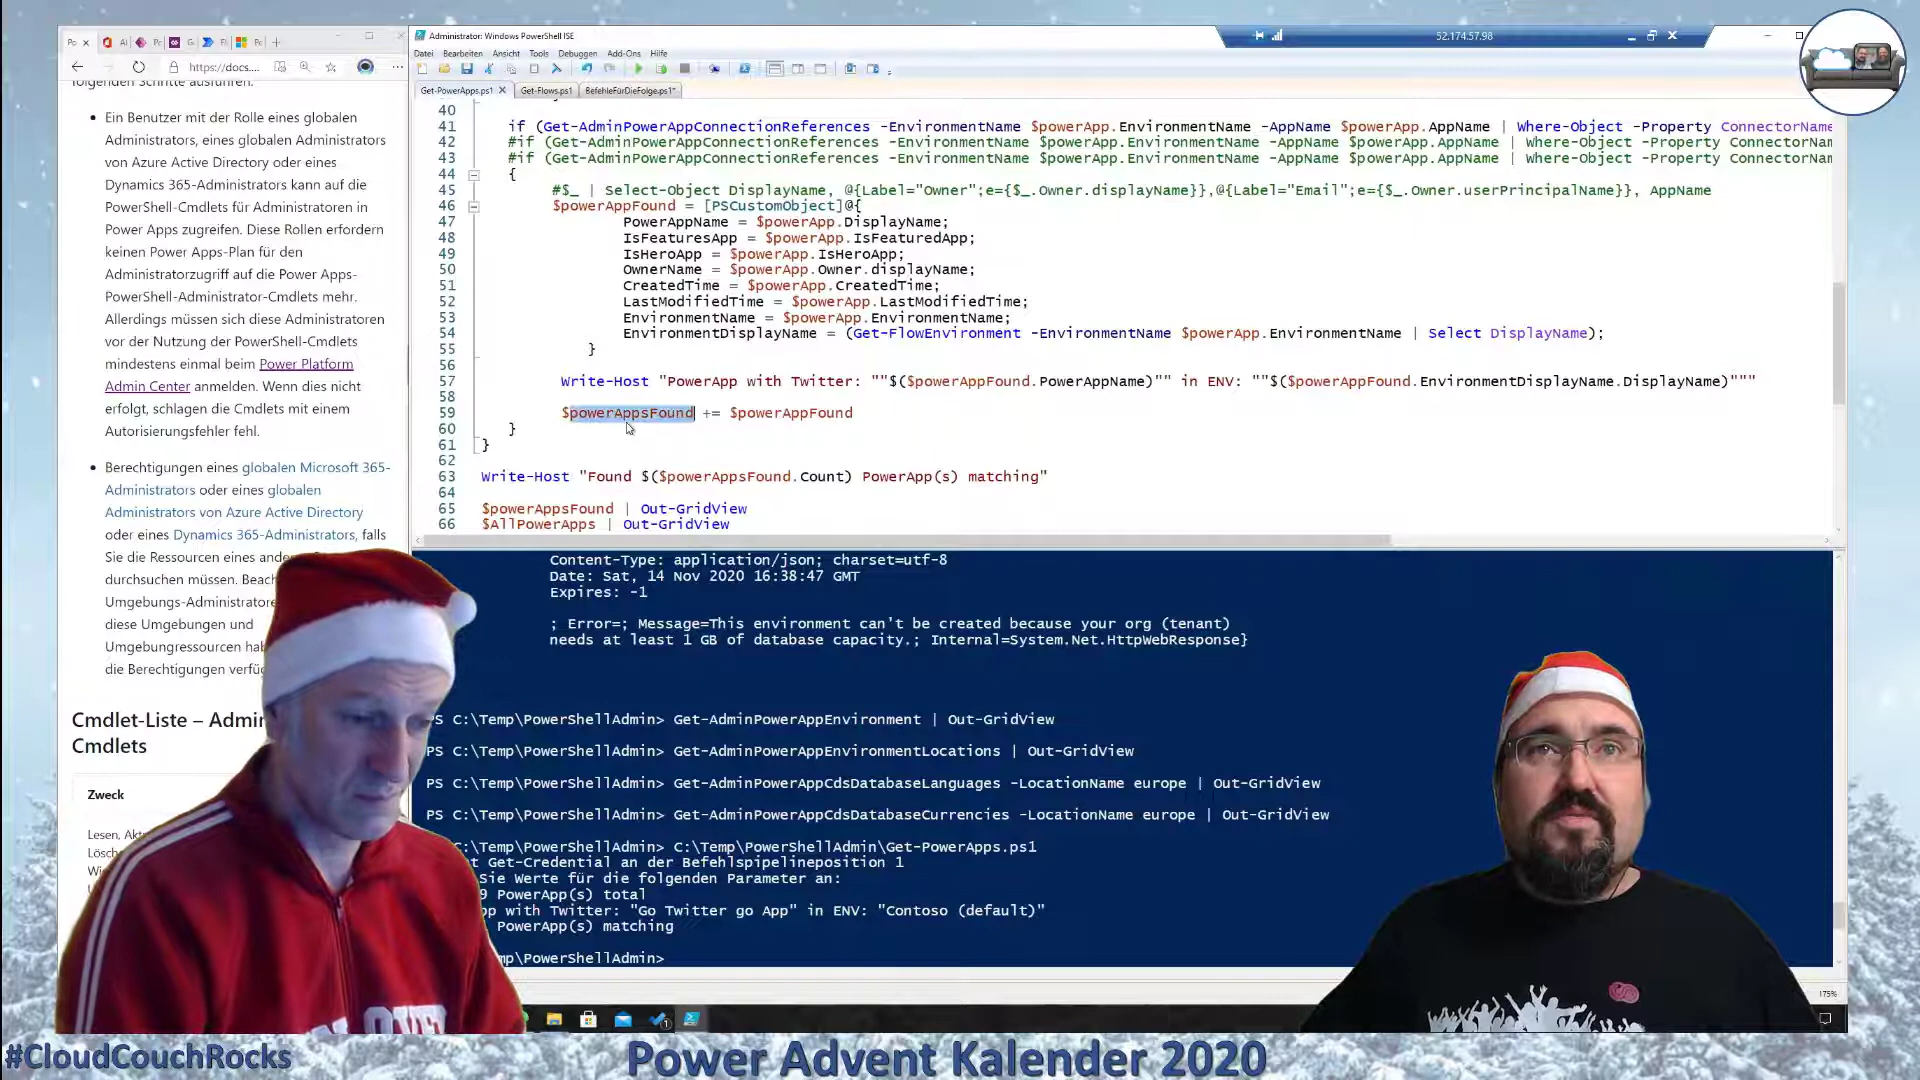 Administrator: Windows PowerShell ISE
52.174.57.98
Datei Bearbeiten Ansicht Tools Debuggen Add-Ons Hilfe
https://docs....
Get-PowerApps.ps1 Get-Flows.ps1 BefehleFürDieFolge.ps1*
folgenden Schritte ausführen.
Ein Benutzer mit der Rolle eines globalen
Administrators, eines globalen Administrators
von Azure Active Directory oder eines
Dynamics 365-Administrators kann auf die
PowerShell-Cmdlets für Administratoren in
Power Apps zugreifen. Diese Rollen erfordern
keinen Power Apps-Plan für den
Administratorzugriff auf die Power Apps-
PowerShell-Administrator-Cmdlets mehr.
Allerdings müssen sich diese Administratoren
vor der Nutzung der PowerShell-Cmdlets
mindestens einmal beim Power Platform
Admin Center anmelden. Wenn dies nicht
erfolgt, schlagen die Cmdlets mit einem
Autorisierungsfehler fehl.
Berechtigungen eines globalen Microsoft 365-
Administrators oder eines globalen
Administrators von Azure Active Directory
oder eines Dynamics 365-Administrators, falls
Sie die Ressourcen eines ande
durchsuchen müssen. Beach
Umgebungs-Administratore
diese Umgebungen und
Umgebungsressourcen hab
die Berechtigungen verfüg
Cmdlet-Liste – Admin
Cmdlets
Zweck
Lesen, Akt
Lösche
40
41 if (Get-AdminPowerAppConnectionReferences -EnvironmentName $powerApp.EnvironmentName -AppName $powerApp.AppName | Where-Object -Property ConnectorName
42 #if (Get-AdminPowerAppConnectionReferences -EnvironmentName $powerApp.EnvironmentName -AppName $powerApp.AppName | Where-Object -Property ConnectorNam
43 #if (Get-AdminPowerAppConnectionReferences -EnvironmentName $powerApp.EnvironmentName -AppName $powerApp.AppName | Where-Object -Property ConnectorNam
44 {
45 #$_ | Select-Object DisplayName, @{Label="Owner";e={$_.Owner.displayName}},@{Label="Email";e={$_.Owner.userPrincipalName}}, AppName
46 $powerAppFound = [PSCustomObject]@{
47 PowerAppName = $powerApp.DisplayName;
48 IsFeaturesApp = $powerApp.IsFeaturedApp;
49 IsHeroApp = $powerApp.IsHeroApp;
50 OwnerName = $powerApp.Owner.displayName;
51 CreatedTime = $powerApp.CreatedTime;
52 LastModifiedTime = $powerApp.LastModifiedTime;
53 EnvironmentName = $powerApp.EnvironmentName;
54 EnvironmentDisplayName = (Get-FlowEnvironment -EnvironmentName $powerApp.EnvironmentName | Select DisplayName);
55 }
56
57 Write-Host "PowerApp with Twitter: ""$($powerAppFound.PowerAppName)"" in ENV: ""$($powerAppFound.EnvironmentDisplayName.DisplayName)"""
58
59 $powerAppsFound += $powerAppFound
60 }
61 }
62
63 Write-Host "Found $($powerAppsFound.Count) PowerApp(s) matching"
64
65 $powerAppsFound | Out-GridView
66 $AllPowerApps | Out-GridView
Content-Type: application/json; charset=utf-8
Date: Sat, 14 Nov 2020 16:38:47 GMT
Expires: -1
; Error=; Message=This environment can't be created because your org (tenant)
needs at least 1 GB of database capacity.; Internal=System.Net.HttpWebResponse}
PS C:\Temp\PowerShellAdmin> Get-AdminPowerAppEnvironment | Out-GridView
PS C:\Temp\PowerShellAdmin> Get-AdminPowerAppEnvironmentLocations | Out-GridView
PS C:\Temp\PowerShellAdmin> Get-AdminPowerAppCdsDatabaseLanguages -LocationName europe | Out-GridView
PS C:\Temp\PowerShellAdmin> Get-AdminPowerAppCdsDatabaseCurrencies -LocationName europe | Out-GridView
C:\Temp\PowerShellAdmin> C:\Temp\PowerShellAdmin\Get-PowerApps.ps1
t Get-Credential an der Befehlspipelineposition 1
Sie Werte für die folgenden Parameter an:
9 PowerApp(s) total
pp with Twitter: "Go Twitter go App" in ENV: "Contoso (default)"
PowerApp(s) matching
mp\PowerShellAdmin>
175%
#CloudCouchRocks
Power Advent Kalender 2020